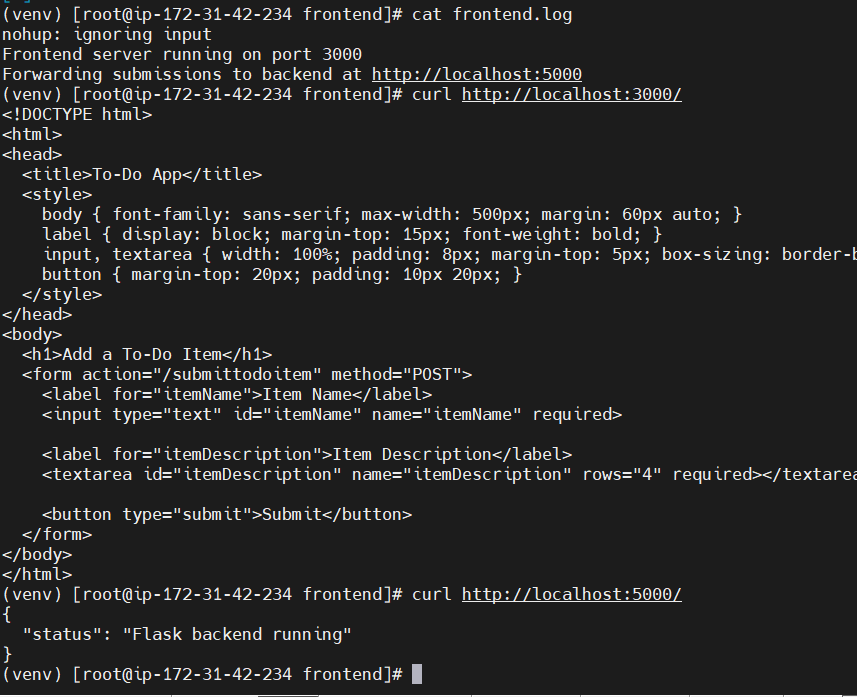 (venv) [root@ip-172-31-42-234 frontend]# cat frontend.log
nohup: ignoring input
Frontend server running on port 3000
Forwarding submissions to backend at http://localhost:5000
(venv) [root@ip-172-31-42-234 frontend]# curl http://localhost:3000/
<!DOCTYPE html>
<html>
<head>
  <title>To-Do App</title>
  <style>
    body { font-family: sans-serif; max-width: 500px; margin: 60px auto; }
    label { display: block; margin-top: 15px; font-weight: bold; }
    input, textarea { width: 100%; padding: 8px; margin-top: 5px; box-sizing: border-b
    button { margin-top: 20px; padding: 10px 20px; }
  </style>
</head>
<body>
  <h1>Add a To-Do Item</h1>
  <form action="/submittodoitem" method="POST">
    <label for="itemName">Item Name</label>
    <input type="text" id="itemName" name="itemName" required>

    <label for="itemDescription">Item Description</label>
    <textarea id="itemDescription" name="itemDescription" rows="4" required></textarea

    <button type="submit">Submit</button>
  </form>
</body>
</html>
(venv) [root@ip-172-31-42-234 frontend]# curl http://localhost:5000/
{
  "status": "Flask backend running"
}
(venv) [root@ip-172-31-42-234 frontend]#